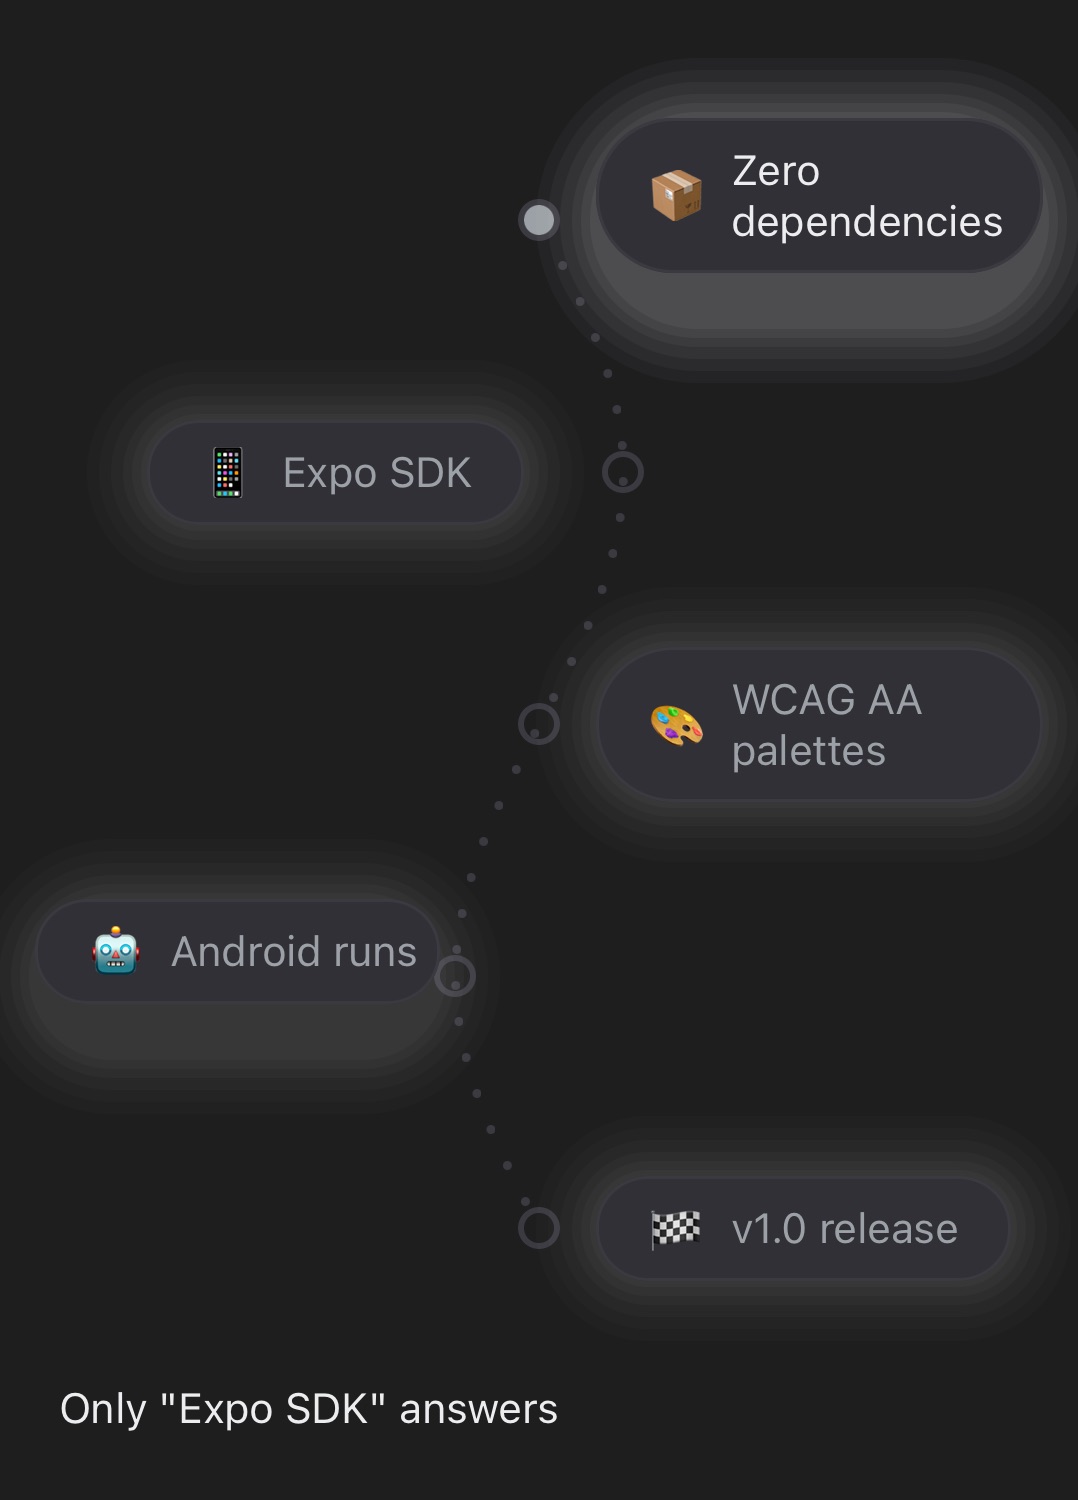 Zero
dependencies
Expo SDK
WCAG AA
palettes
Android runs
v1.0 release
Only "Expo SDK" answers